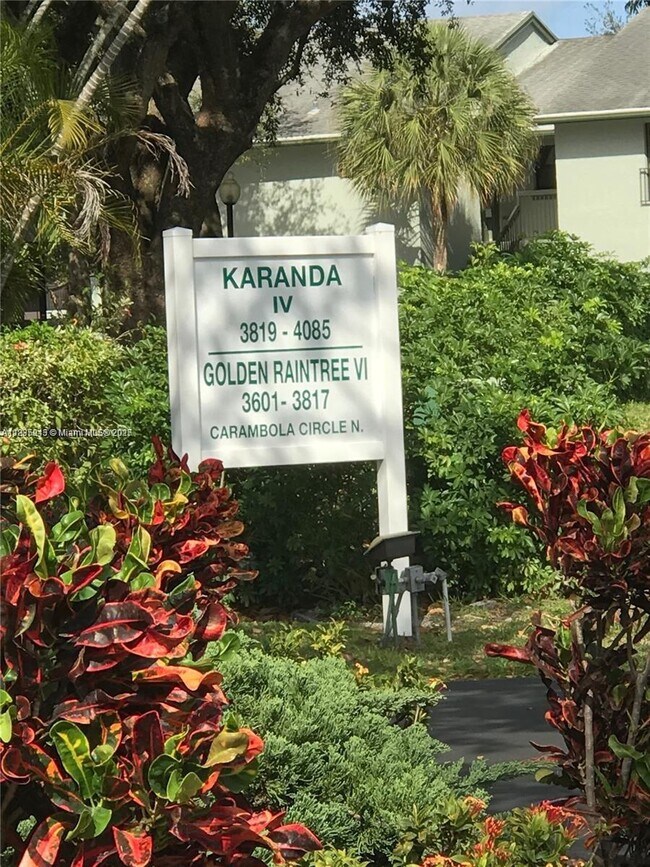 KARANDA
IV
3819 - 4085
GOLDEN RAINTREE VI
3601- 3817
CARAMBOLA CIRCLE N.